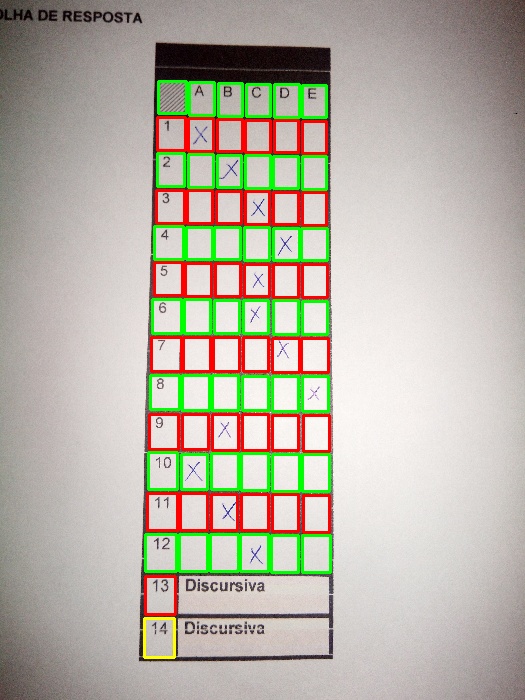 OLHA DE RESPOSTA
A B C D E
1 X
2 X
3 X
4 X
5 X
6 X
7 X
8 X
9 X
10 X
11 X
12 X
13 Discursiva
14 Discursiva